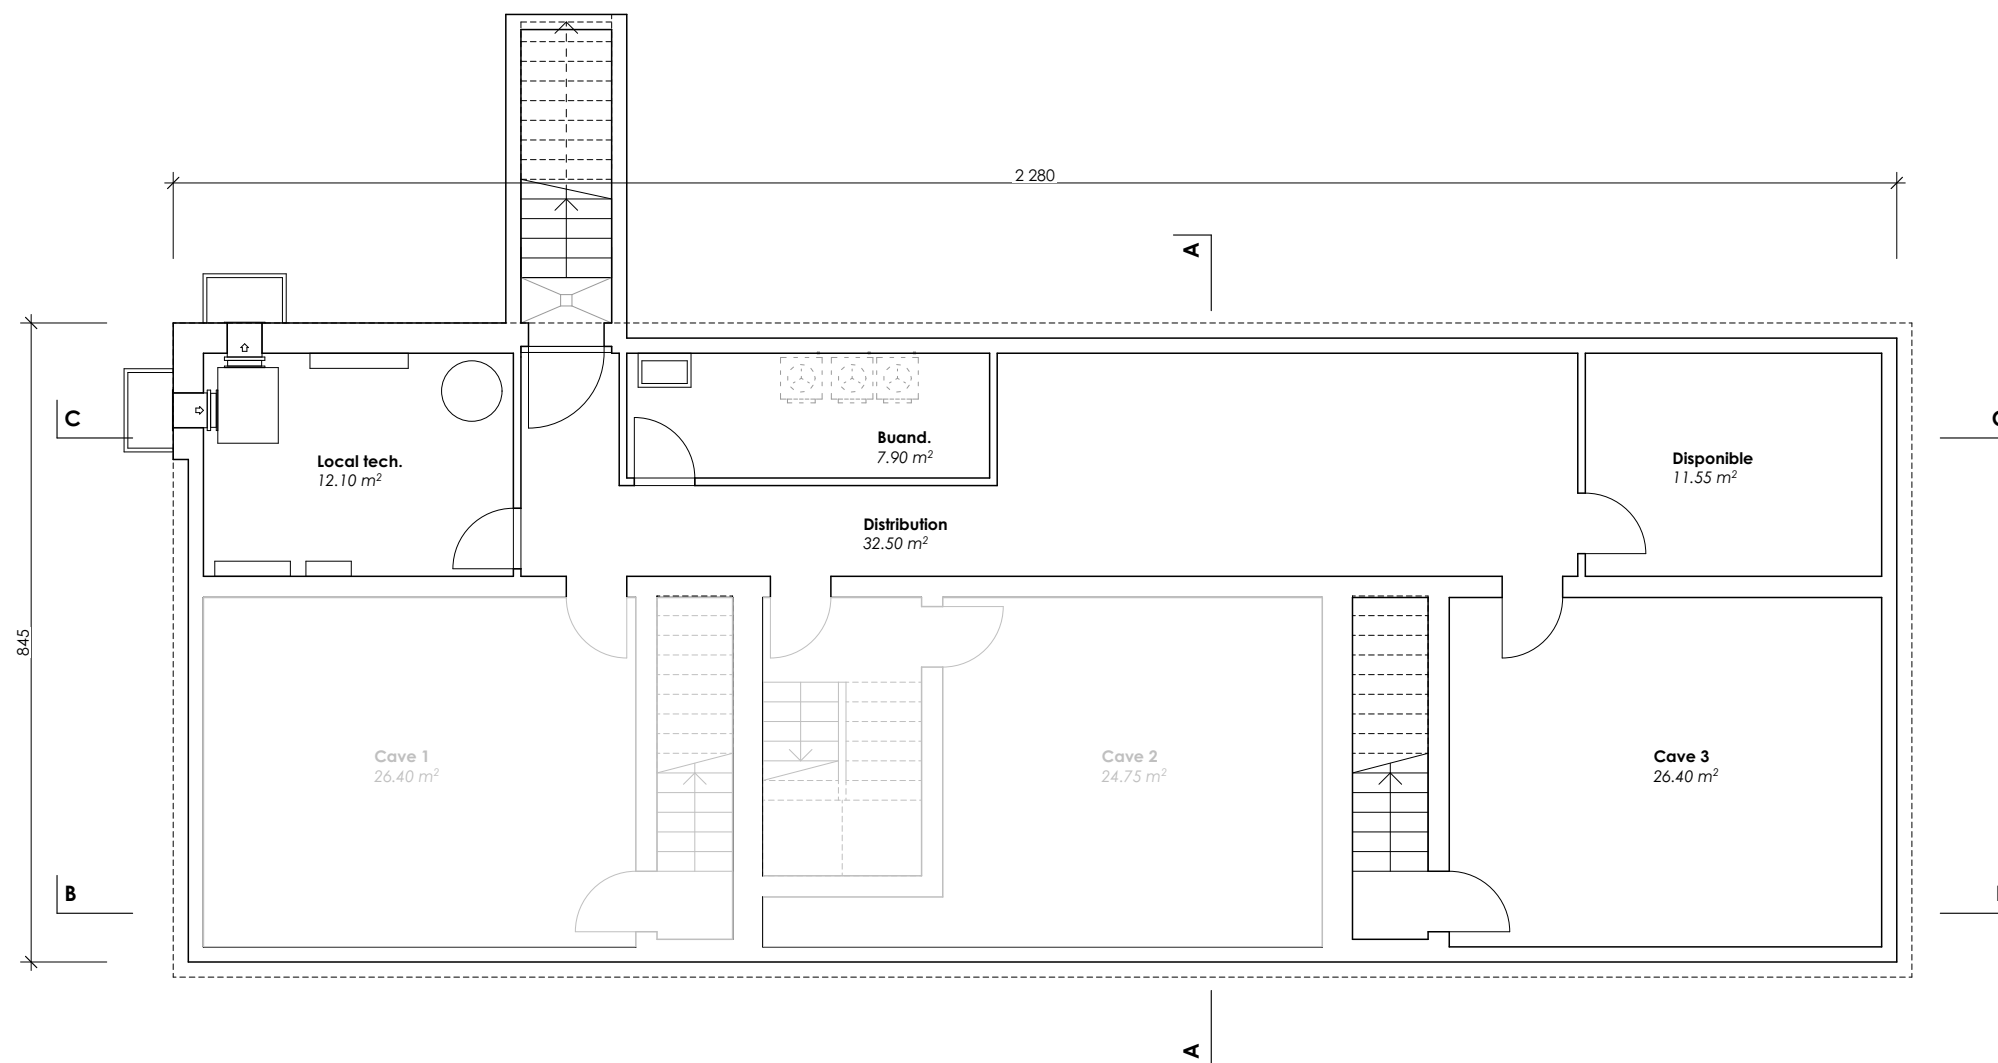 2 280
A
C
C
Local tech.
12.10 m²
Buand.
7.90 m²
Disponible
11.55 m²
Distribution
32.50 m²
845
Cave 1
26.40 m²
Cave 2
24.75 m²
Cave 3
26.40 m²
B
A